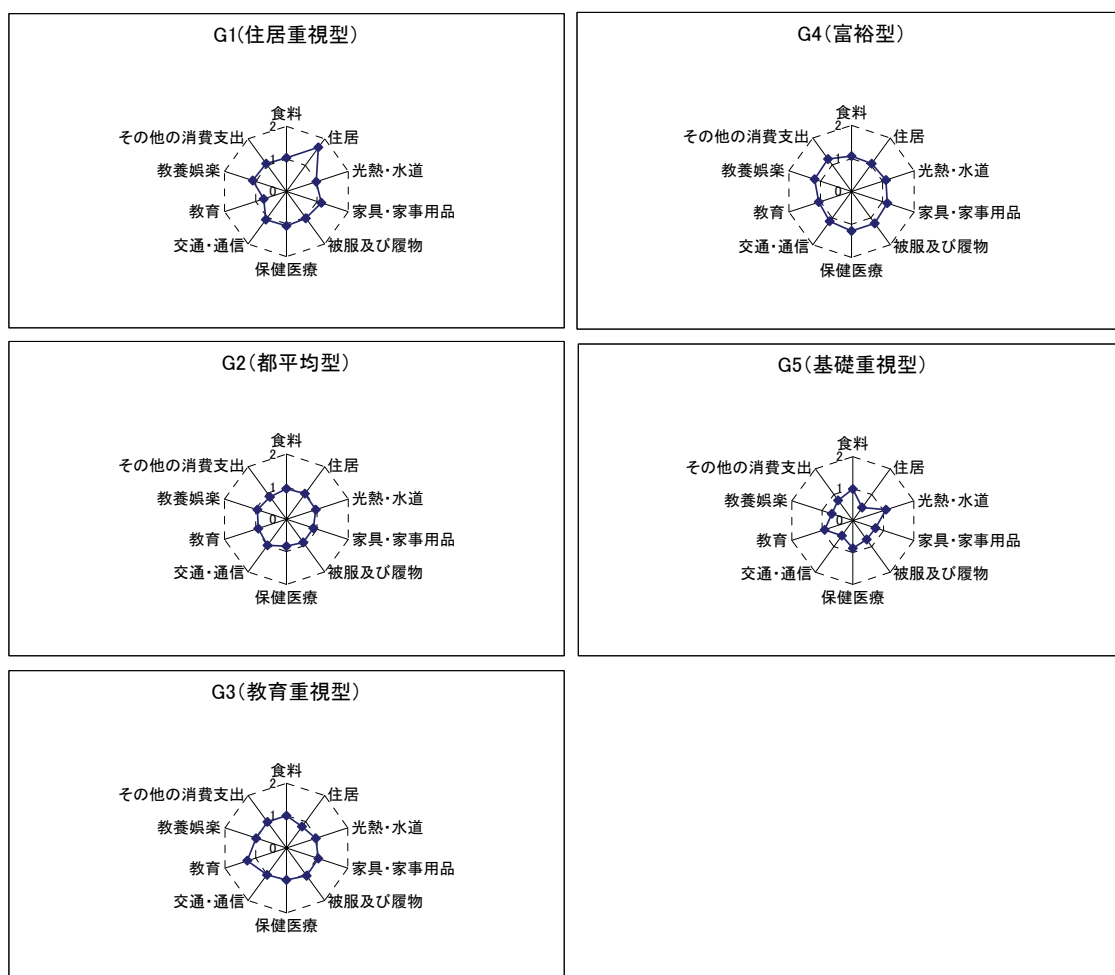 G1(住居重視型)
食料
住居
光熱・水道
家具・家事用品
被服及び履物
保健医療
交通・通信
教育
教養娯楽
その他の消費支出
2
1
0
G4(富裕型)
食料
住居
光熱・水道
家具・家事用品
被服及び履物
保健医療
交通・通信
教育
教養娯楽
その他の消費支出
2
1
0
G2(都平均型)
食料
住居
光熱・水道
家具・家事用品
被服及び履物
保健医療
交通・通信
教育
教養娯楽
その他の消費支出
2
1
0
G5(基礎重視型)
食料
住居
光熱・水道
家具・家事用品
被服及び履物
保健医療
交通・通信
教育
教養娯楽
その他の消費支出
2
1
0
G3(教育重視型)
食料
住居
光熱・水道
家具・家事用品
被服及び履物
保健医療
交通・通信
教育
教養娯楽
その他の消費支出
2
1
0